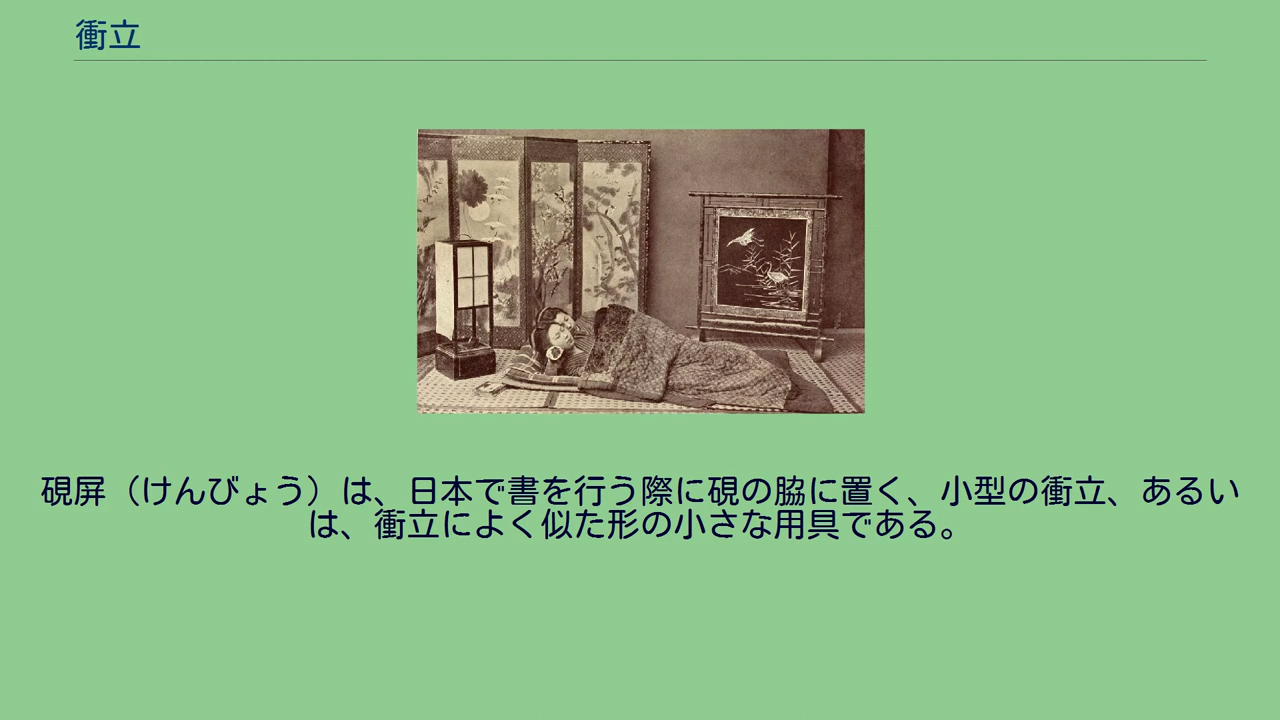 衝立
硯屏（けんびょう）は、日本で書を行う際に硯の脇に置く、小型の衝立、あるい
は、衝立によく似た形の小さな用具である。